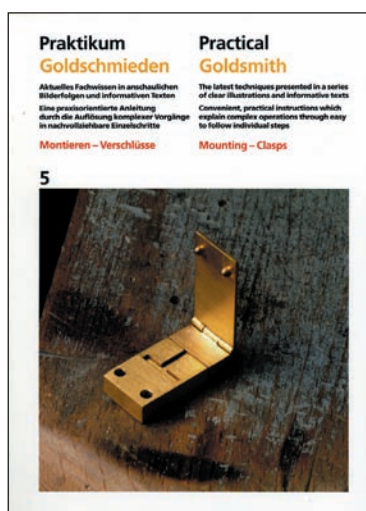 Praktikum
Goldschmieden
Aktuelles Fachwissen in anschaulichen
Bilderfolgen und informativen Texten
Eine praxisorientierte Anleitung
durch die Auflösung komplexer Vorgänge
in nachvollziehbare Einzelschritte
Montieren – Verschlüsse
Practical
Goldsmith
The latest techniques presented in a series
of clear illustrations and informative texts
Convenient, practical instructions which
explain complex operations through easy
to follow individual steps
Mounting – Clasps
5